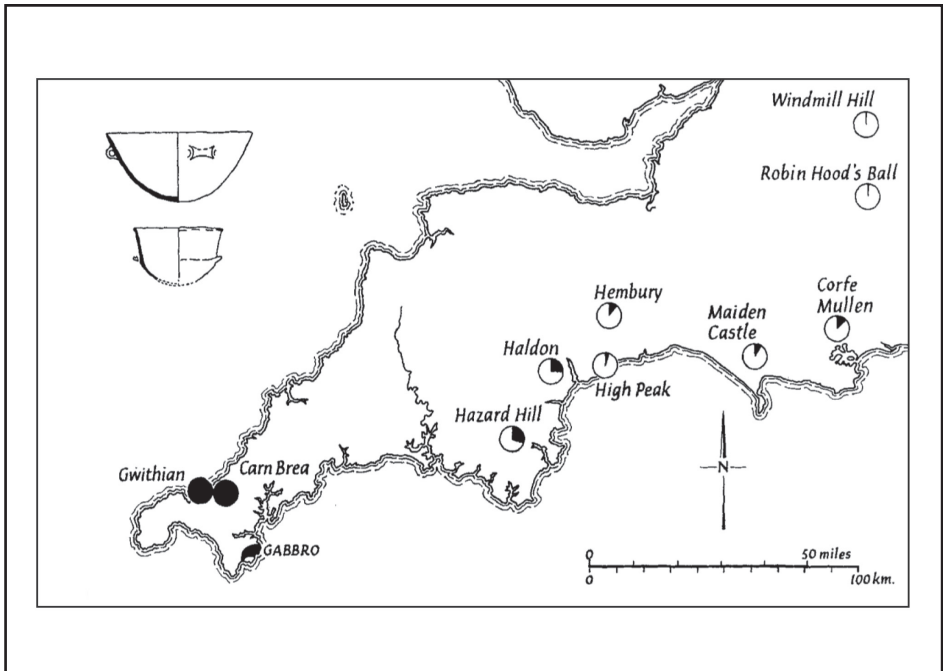 Windmill Hill
Robin Hood's Ball
Corfe
Mullen
Hembury
Maiden
Castle
Haldon
High Peak
Hazard Hill
Carn Brea
Gwithian
N
GABBRO
0
50 miles
0
100 km.